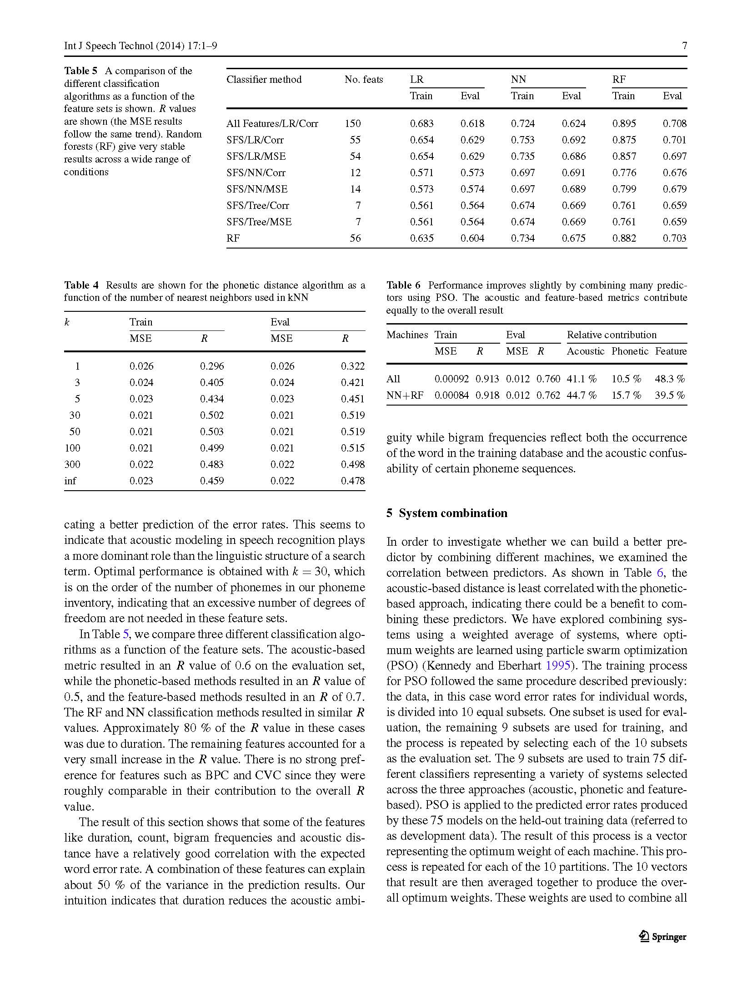 Int J Speech Technol (2014) 17:1–9 7
Table 5 A comparison of the
different classification
algorithms as a function of the
feature sets is shown. R values
are shown (the MSE results
follow the same trend). Random
forests (RF) give very stable
results across a wide range of
conditions
Classifier method No. feats LR NN RF
Train Eval Train Eval Train Eval
All Features/LR/Corr 150 0.683 0.618 0.724 0.624 0.895 0.708
SFS/LR/Corr 55 0.654 0.629 0.753 0.692 0.875 0.701
SFS/LR/MSE 54 0.654 0.629 0.735 0.686 0.857 0.697
SFS/NN/Corr 12 0.571 0.573 0.697 0.691 0.776 0.676
SFS/NN/MSE 14 0.573 0.574 0.697 0.689 0.799 0.679
SFS/Tree/Corr 7 0.561 0.564 0.674 0.669 0.761 0.659
SFS/Tree/MSE 7 0.561 0.564 0.674 0.669 0.761 0.659
RF 56 0.635 0.604 0.734 0.675 0.882 0.703
Table 4 Results are shown for the phonetic distance algorithm as a
function of the number of nearest neighbors used in kNN
k Train Eval
MSE R MSE R
1 0.026 0.296 0.026 0.322
3 0.024 0.405 0.024 0.421
5 0.023 0.434 0.023 0.451
30 0.021 0.502 0.021 0.519
50 0.021 0.503 0.021 0.519
100 0.021 0.499 0.021 0.515
300 0.022 0.483 0.022 0.498
inf 0.023 0.459 0.022 0.478
cating a better prediction of the error rates. This seems to
indicate that acoustic modeling in speech recognition plays
a more dominant role than the linguistic structure of a search
term. Optimal performance is obtained with k = 30, which
is on the order of the number of phonemes in our phoneme
inventory, indicating that an excessive number of degrees of
freedom are not needed in these feature sets.
In Table 5, we compare three different classification algo-
rithms as a function of the feature sets. The acoustic-based
metric resulted in an R value of 0.6 on the evaluation set,
while the phonetic-based methods resulted in an R value of
0.5, and the feature-based methods resulted in an R of 0.7.
The RF and NN classification methods resulted in similar R
values. Approximately 80 % of the R value in these cases
was due to duration. The remaining features accounted for a
very small increase in the R value. There is no strong pref-
erence for features such as BPC and CVC since they were
roughly comparable in their contribution to the overall R
value.
The result of this section shows that some of the features
like duration, count, bigram frequencies and acoustic dis-
tance have a relatively good correlation with the expected
word error rate. A combination of these features can explain
about 50 % of the variance in the prediction results. Our
intuition indicates that duration reduces the acoustic ambi-
Table 6 Performance improves slightly by combining many predic-
tors using PSO. The acoustic and feature-based metrics contribute
equally to the overall result
Machines Train Eval Relative contribution
MSE R MSE R Acoustic Phonetic Feature
All 0.00092 0.913 0.012 0.760 41.1 % 10.5 % 48.3 %
NN+RF 0.00084 0.918 0.012 0.762 44.7 % 15.7 % 39.5 %
guity while bigram frequencies reflect both the occurrence
of the word in the training database and the acoustic confus-
ability of certain phoneme sequences.
5 System combination
In order to investigate whether we can build a better pre-
dictor by combining different machines, we examined the
correlation between predictors. As shown in Table 6, the
acoustic-based distance is least correlated with the phonetic-
based approach, indicating there could be a benefit to com-
bining these predictors. We have explored combining sys-
tems using a weighted average of systems, where opti-
mum weights are learned using particle swarm optimization
(PSO) (Kennedy and Eberhart 1995). The training process
for PSO followed the same procedure described previously:
the data, in this case word error rates for individual words,
is divided into 10 equal subsets. One subset is used for eval-
uation, the remaining 9 subsets are used for training, and
the process is repeated by selecting each of the 10 subsets
as the evaluation set. The 9 subsets are used to train 75 dif-
ferent classifiers representing a variety of systems selected
across the three approaches (acoustic, phonetic and feature-
based). PSO is applied to the predicted error rates produced
by these 75 models on the held-out training data (referred to
as development data). The result of this process is a vector
representing the optimum weight of each machine. This pro-
cess is repeated for each of the 10 partitions. The 10 vectors
that result are then averaged together to produce the over-
all optimum weights. These weights are used to combine all
Springer